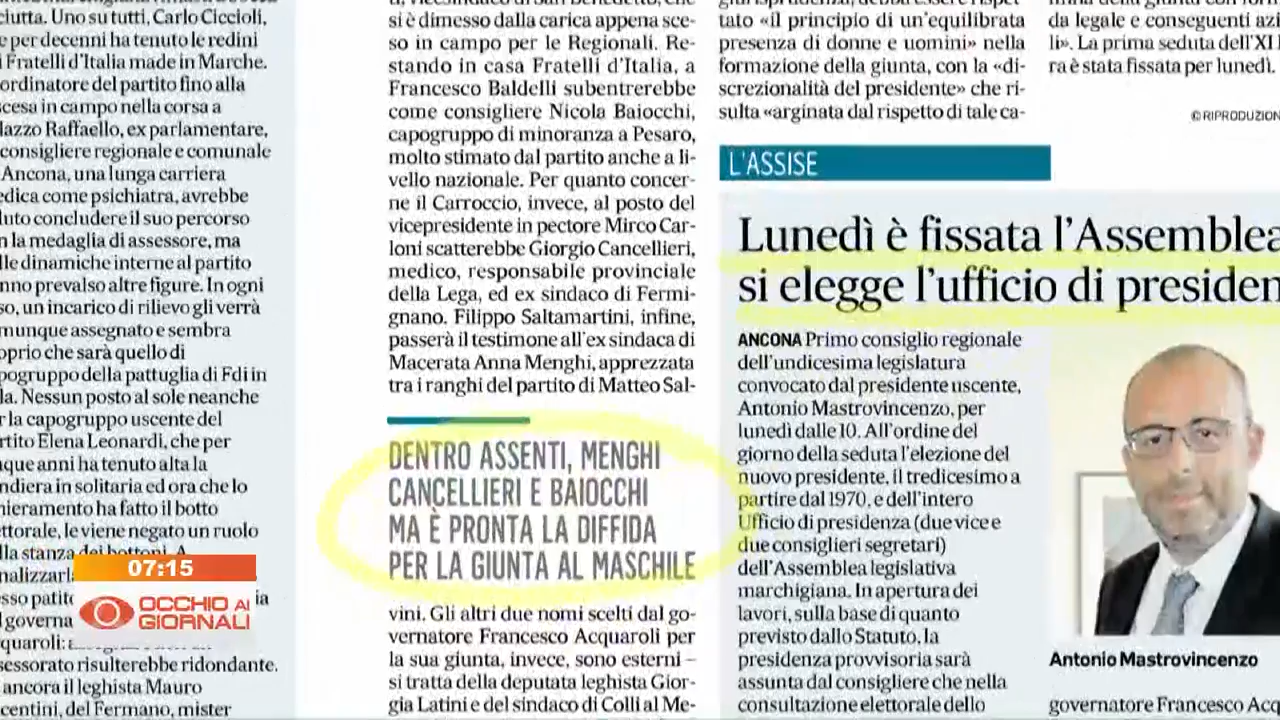 ciuta. Uno su tutti, Carlo Ciccioli,
e per decenni ha tenuto le redini
i Fratelli d'Italia made in Marche.
ordinatore del partito fino alla
scesa in campo nella corsa a
lazzo Raffaello, ex parlamentare,
consigliere regionale e comunale
Ancona, una lunga carriera
edica come psichiatra, avrebbe
luto concludere il suo percorso
n la medaglia di assessore, ma
lle dinamiche interne al partito
nno prevalso altre figure. In ogni
so, un incarico di rilievo gli verrà
munque assegnato e sembra
oprio che sarà quello di
pogruppo della pattuglia di Fdi in
la. Nessun posto al sole neanche
r la capogruppo uscente del
rtito Elena Leonardi, che per
que anni ha tenuto alta la
ndiera in solitaria ed ora che lo
hieramento ha fatto il botto
ettorale, le viene negato un ruolo
lla stanza dei bottoni. A
nalizzarl
sso patito
ia
l governa
quaroli:
sessorato risulterebbe ridondante.
ancora il leghista Mauro
centini, del Fermano, mister
07:15
OCCHIO AI
GIORNALI
si è dimesso dalla carica appena sce-
so in campo per le Regionali. Re-
stando in casa Fratelli d'Italia, a
Francesco Baldelli subentrerebbe
come consigliere Nicola Baiocchi,
capogruppo di minoranza a Pesaro,
molto stimato dal partito anche a li-
vello nazionale. Per quanto concer-
ne il Carroccio, invece, al posto del
vicepresidente in pectore Mirco Car-
loni scatterebbe Giorgio Cancellieri,
medico, responsabile provinciale
della Lega, ed ex sindaco di Fermi-
gnano. Filippo Saltamartini, infine,
passerà il testimone all'ex sindaca di
Macerata Anna Menghi, apprezzata
tra i ranghi del partito di Matteo Sal-
DENTRO ASSENTI, MENGHI
CANCELLIERI E BAIOCCHI
MA È PRONTA LA DIFFIDA
PER LA GIUNTA AL MASCHILE
vini. Gli altri due nomi scelti dal go-
vernatore Francesco Acquaroli per
la sua giunta, invece, sono esterni –
si tratta della deputata leghista Gior-
gia Latini e del sindaco di Colli al Me-
tato «il principio di un'equilibrata
presenza di donne e uomini» nella
formazione della giunta, con la «di-
screzionalità del presidente» che ri-
sulta «arginata dal rispetto di tale ca-
da legale e conseguenti azi
li». La prima seduta dell'XI l
ra è stata fissata per lunedì.
© RIPRODUZION
L'ASSISE
Lunedì è fissata l'Assemblea
si elegge l'ufficio di presiden
ANCONA Primo consiglio regionale
dell'undicesima legislatura
convocato dal presidente uscente,
Antonio Mastrovincenzo, per
lunedì dalle 10. All'ordine del
giorno della seduta l'elezione del
nuovo presidente, il tredicesimo a
partire dal 1970, e dell'intero
Ufficio di presidenza (due vice e
due consiglieri segretari)
dell'Assemblea legislativa
marchigiana. In apertura dei
lavori, sulla base di quanto
previsto dallo Statuto, la
presidenza provvisoria sarà
assunta dal consigliere che nella
consultazione elettorale dello
Antonio Mastrovincenzo
governatore Francesco Acq